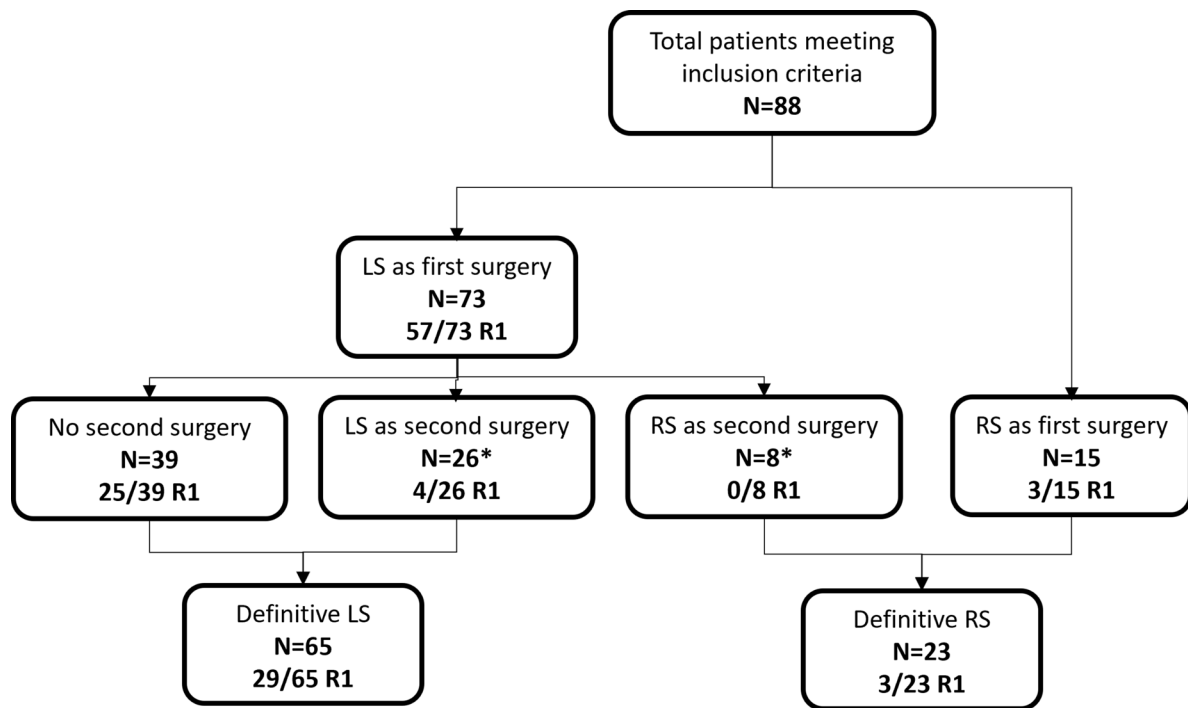 Total patients meeting
inclusion criteria
N=88
LS as first surgery
N=73
57/73 R1
No second surgery
N=39
25/39 R1
LS as second surgery
N=26*
4/26 R1
RS as second surgery
N=8*
0/8 R1
RS as first surgery
N=15
3/15 R1
Definitive LS
N=65
29/65 R1
Definitive RS
N=23
3/23 R1